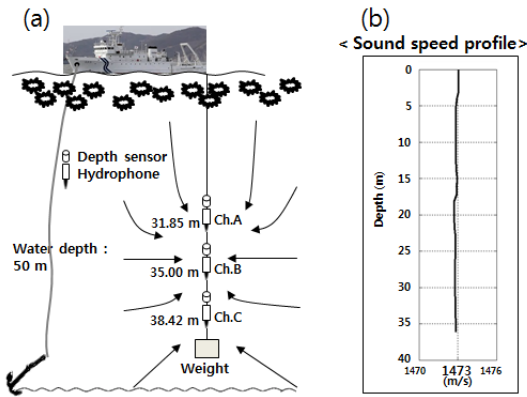 (a)
Depth sensor
Hydrophone
31.85 m
Ch.A
Water depth :
50 m
35.00 m
Ch.B
38.42 m
Ch.C
Weight
(b)
< Sound speed profile>
0
5
10
15
20
25
30
35
40
Depth (m)
1470
1473
1476
(m/s)